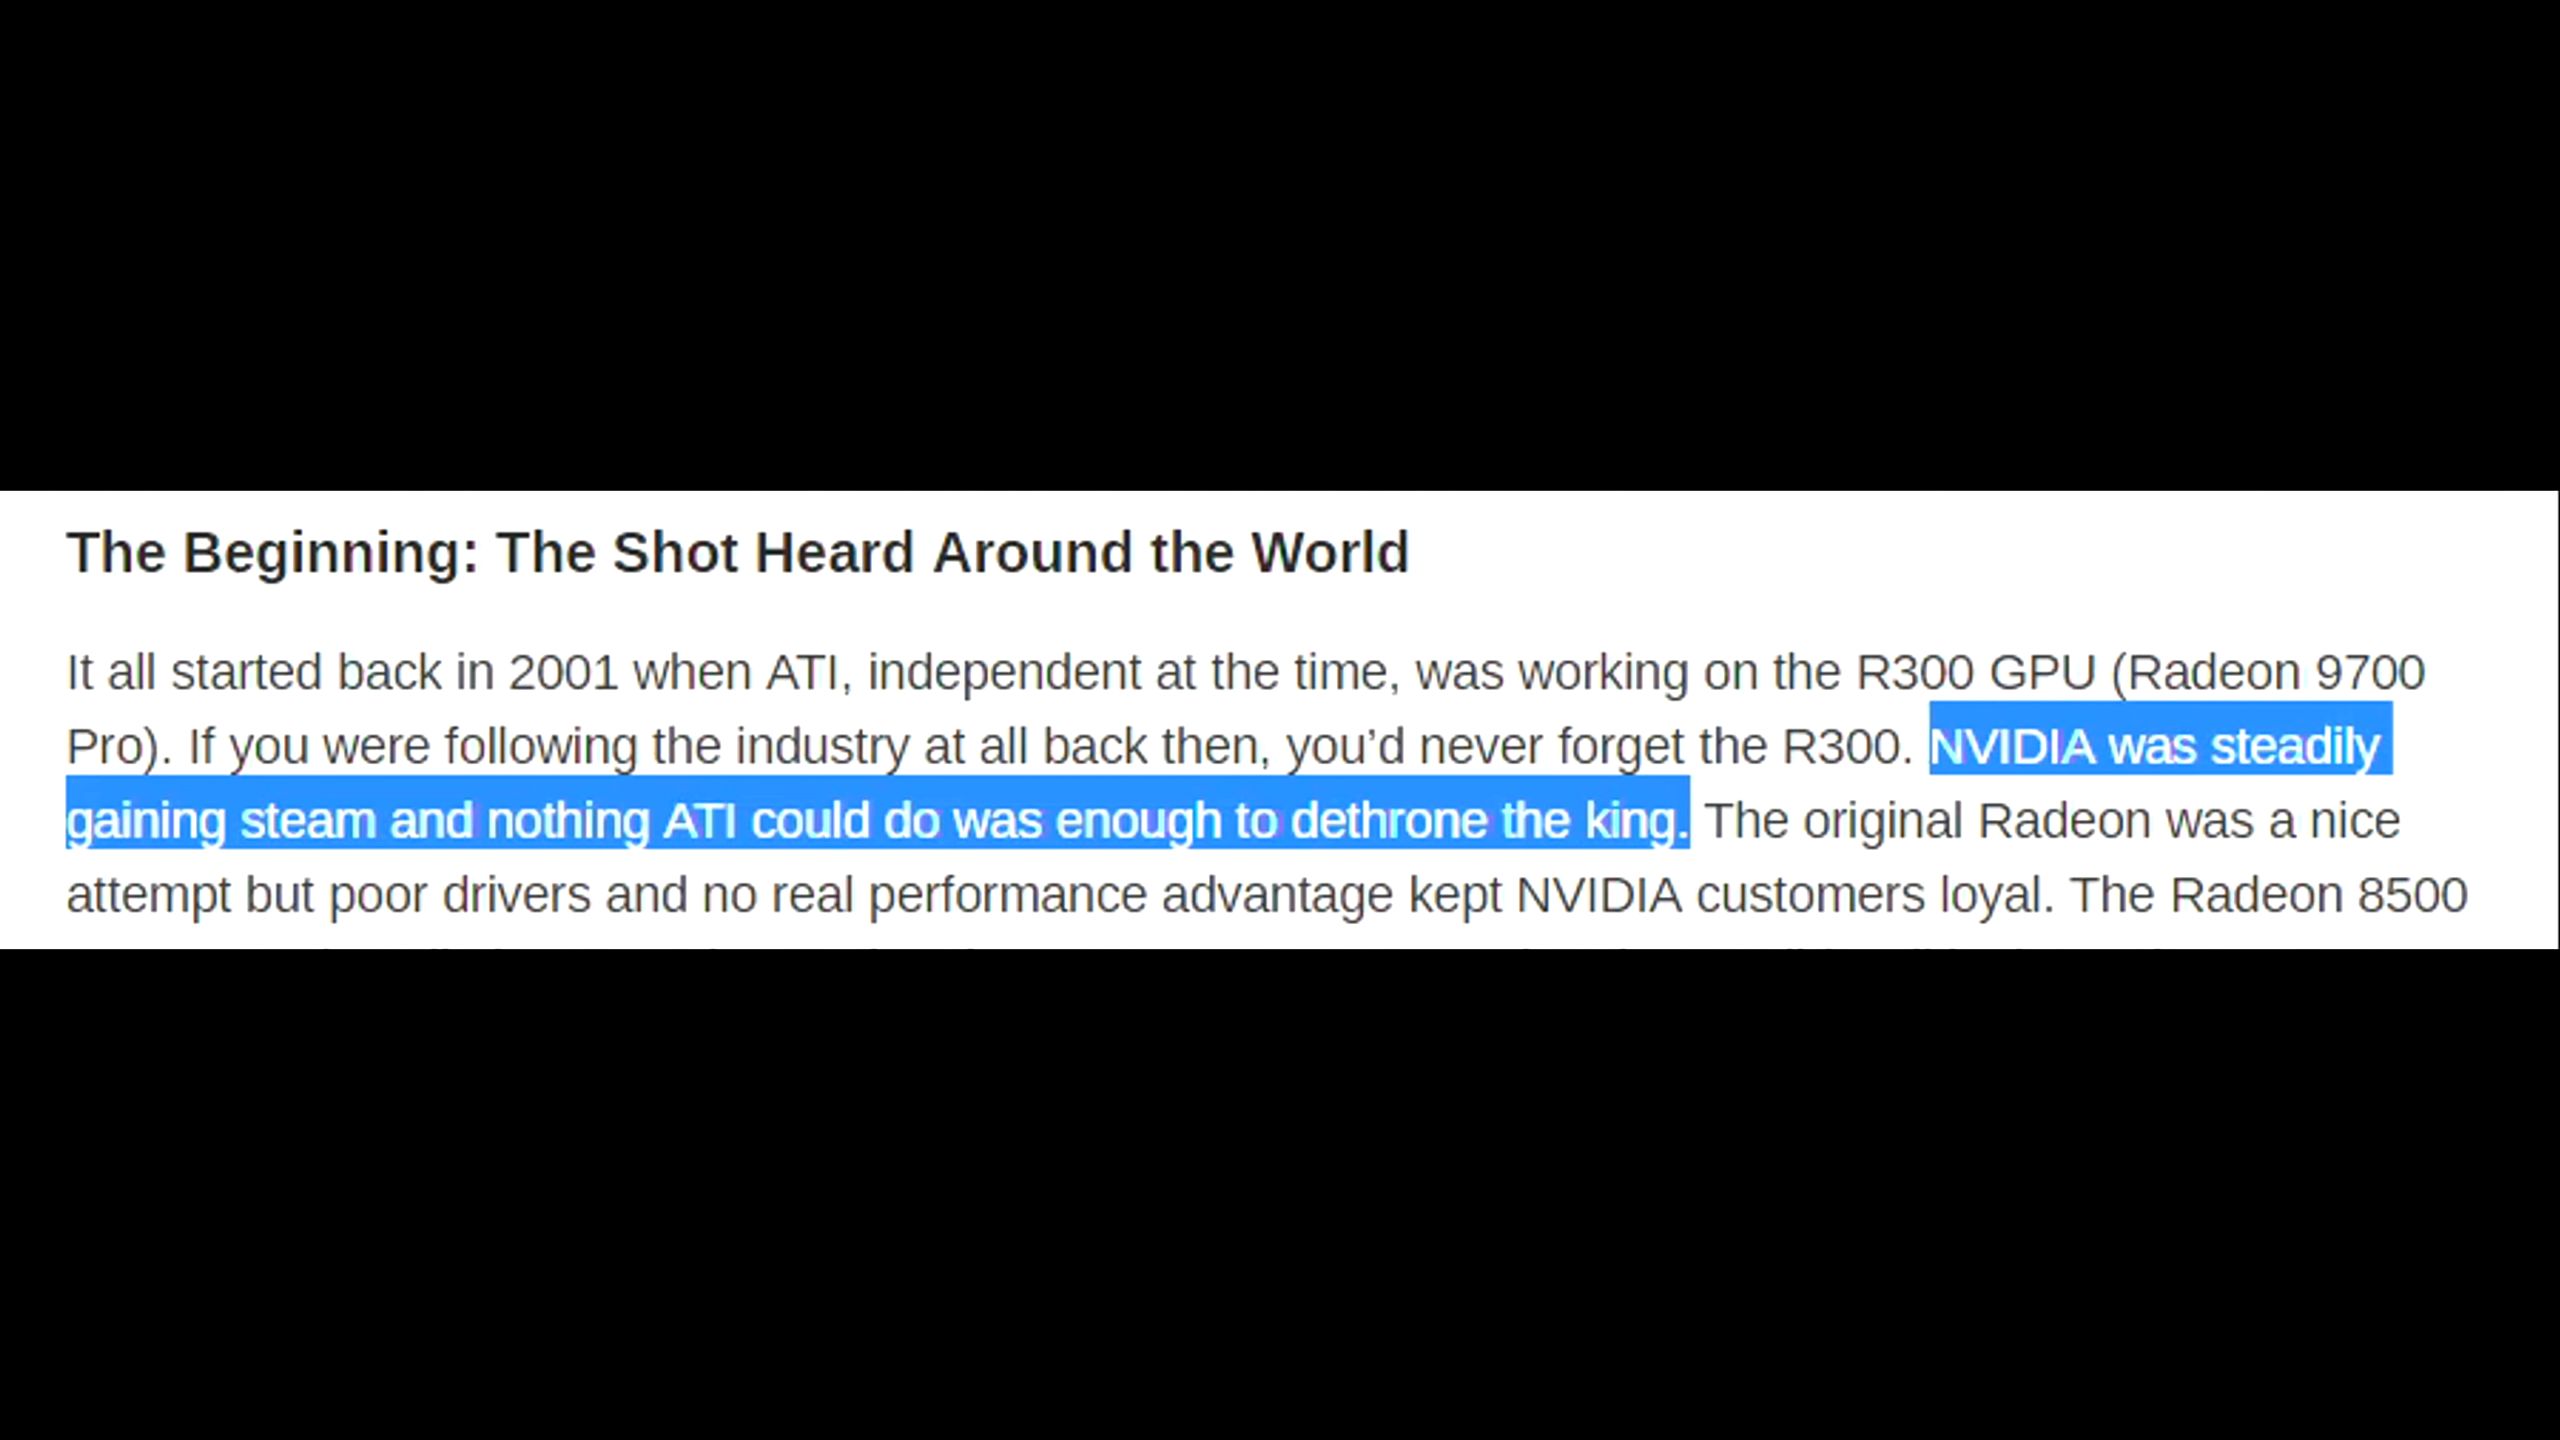 The Beginning: The Shot Heard Around the World
It all started back in 2001 when ATI, independent at the time, was working on the R300 GPU (Radeon 9700
Pro). If you were following the industry at all back then, you’d never forget the R300. NVIDIA was steadily
gaining steam and nothing ATI could do was enough to dethrone the king. The original Radeon was a nice
attempt but poor drivers and no real performance advantage kept NVIDIA customers loyal. The Radeon 8500